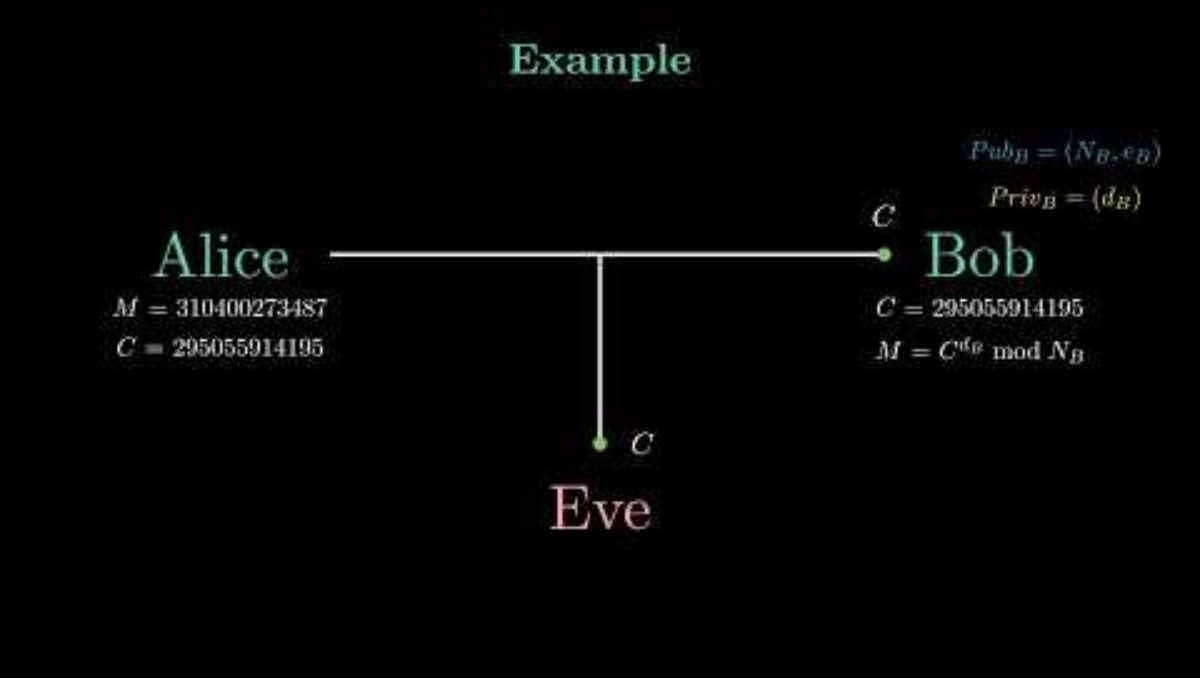 Example
Pub_B = (N_B, e_B)
Priv_B = (d_B)
C
Alice
Bob
M = 310400273487
C = 295055914195
C = 295055914195
M = C^{d_B} mod N_B
C
Eve